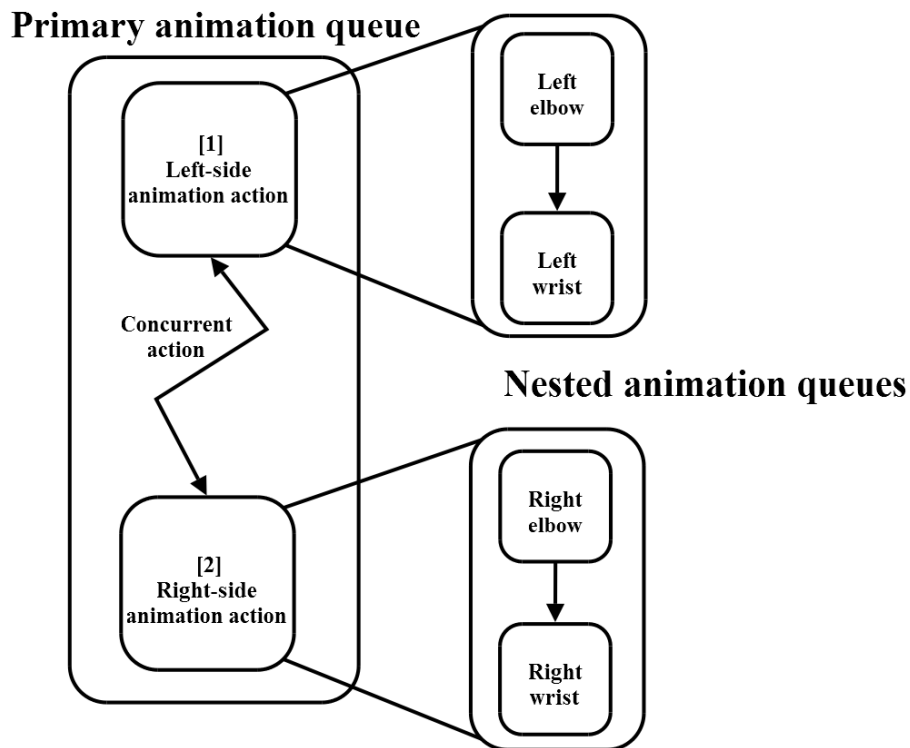 Primary animation queue
[1]
Left-side
animation action
Left
elbow
Left
wrist
Concurrent
action
Nested animation queues
[2]
Right-side
animation action
Right
elbow
Right
wrist